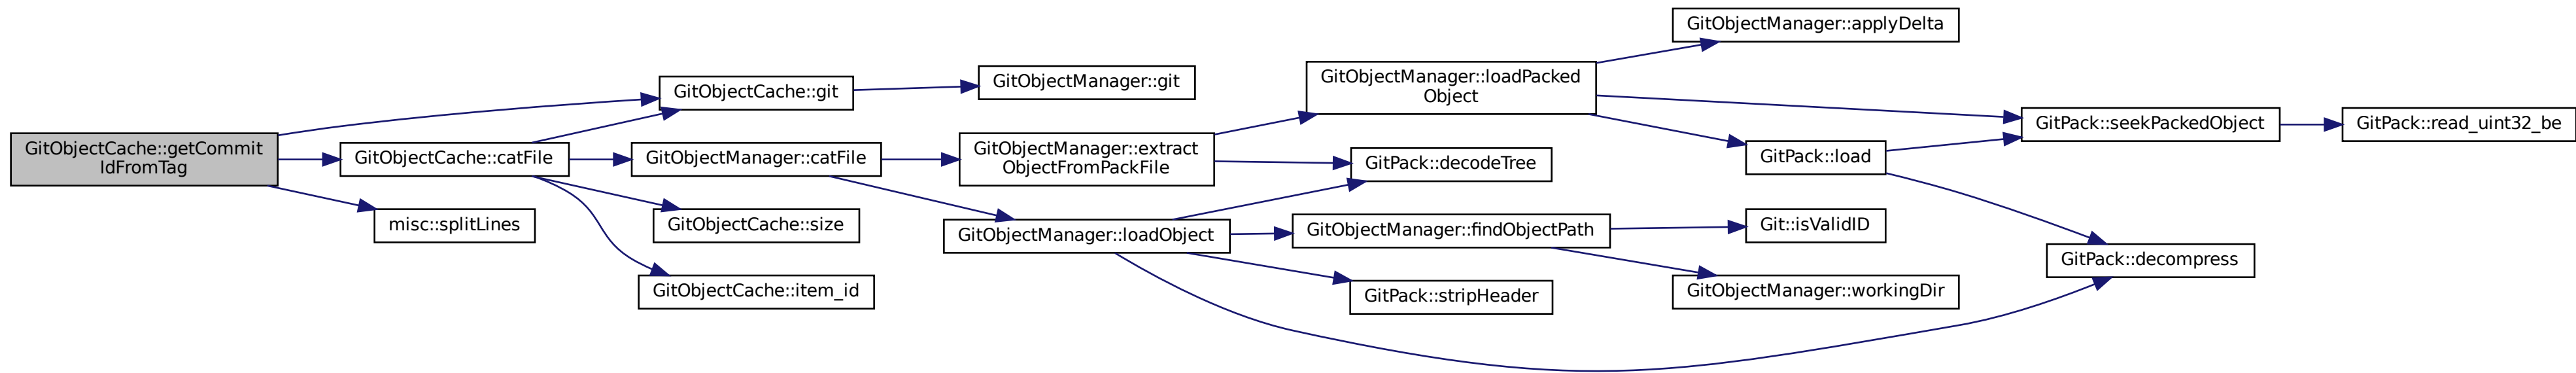 GitObjectCache::getCommit
IdFromTag
GitObjectCache::git
GitObjectCache::catFile
misc::splitLines
GitObjectManager::git
GitObjectManager::catFile
GitObjectCache::size
GitObjectCache::item_id
GitObjectManager::extract
ObjectFromPackFile
GitObjectManager::loadObject
GitObjectManager::loadPacked
Object
GitPack::decodeTree
GitObjectManager::findObjectPath
GitPack::stripHeader
GitObjectManager::applyDelta
GitPack::load
Git::isValidID
GitObjectManager::workingDir
GitPack::seekPackedObject
GitPack::decompress
GitPack::read_uint32_be